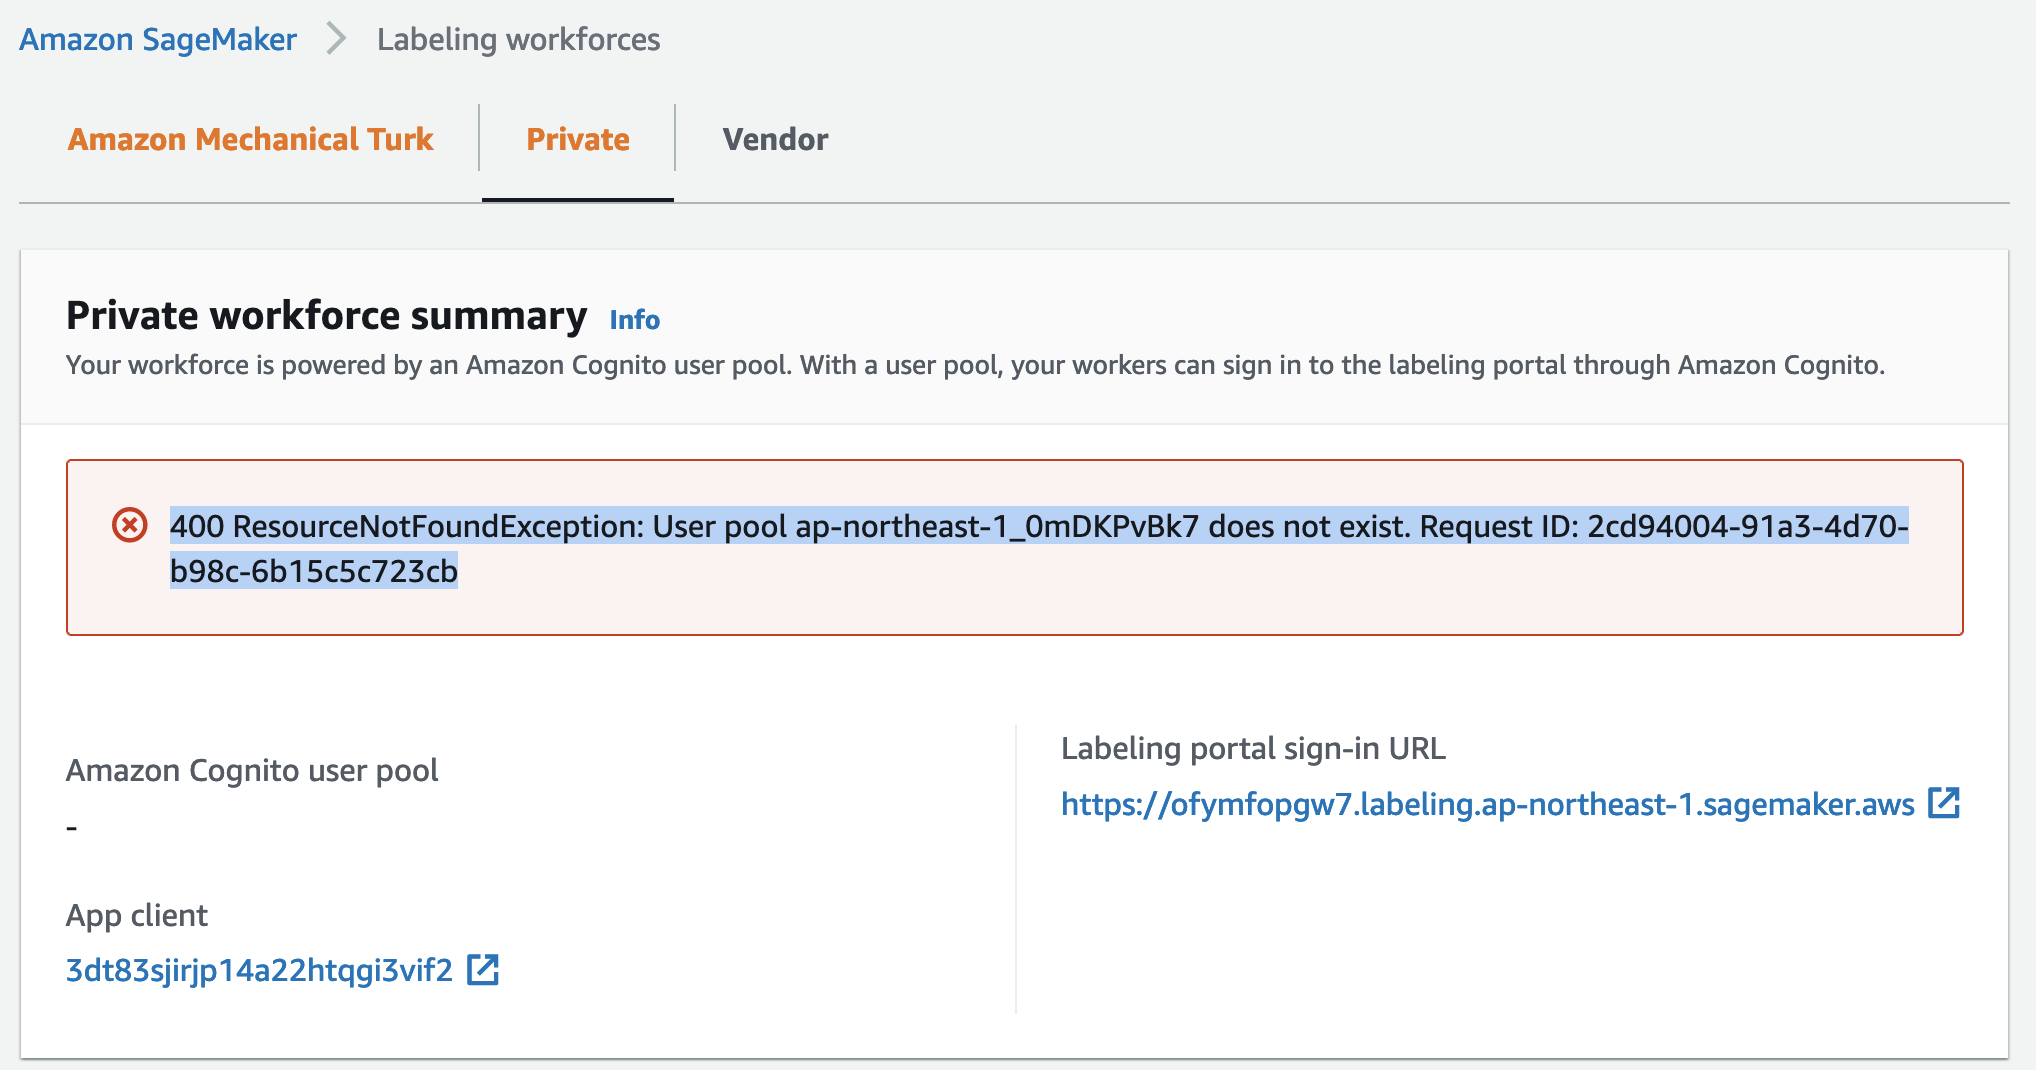 Amazon SageMaker > Labeling workforces
Amazon Mechanical Turk
Private
Vendor
Private workforce summary Info
Your workforce is powered by an Amazon Cognito user pool. With a user pool, your workers can sign in to the labeling portal through Amazon Cognito.
400 ResourceNotFoundException: User pool ap-northeast-1_0mDKPvBk7 does not exist. Request ID: 2cd94004-91a3-4d70-
b98c-6b15c5c723cb
Amazon Cognito user pool
-
App client
3dt83sjirjp14a22htqgi3vif2
Labeling portal sign-in URL
https://ofymfopgw7.labeling.ap-northeast-1.sagemaker.aws